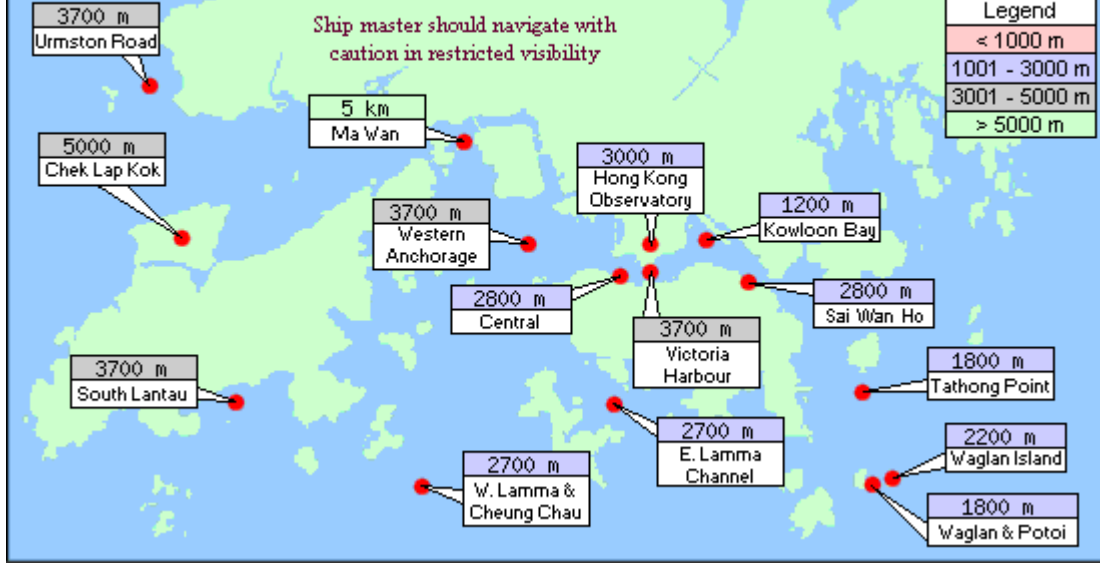 3700 m
Urmston Road
Ship master should navigate with
caution in restricted visibility
Legend
< 1000 m
1001 - 3000 m
3001 - 5000 m
> 5000 m
5 km
Ma Wan
5000 m
Chek Lap Kok
3000 m
Hong Kong
Observatory
3700 m
Western
Anchorage
1200 m
Kowloon Bay
2800 m
Central
2800 m
Sai Wan Ho
3700 m
Victoria
Harbour
3700 m
South Lantau
1800 m
Tathong Point
2700 m
E. Lamma
Channel
2200 m
Waglan Island
2700 m
W. Lamma &
Cheung Chau
1800 m
Waglan & Potoi